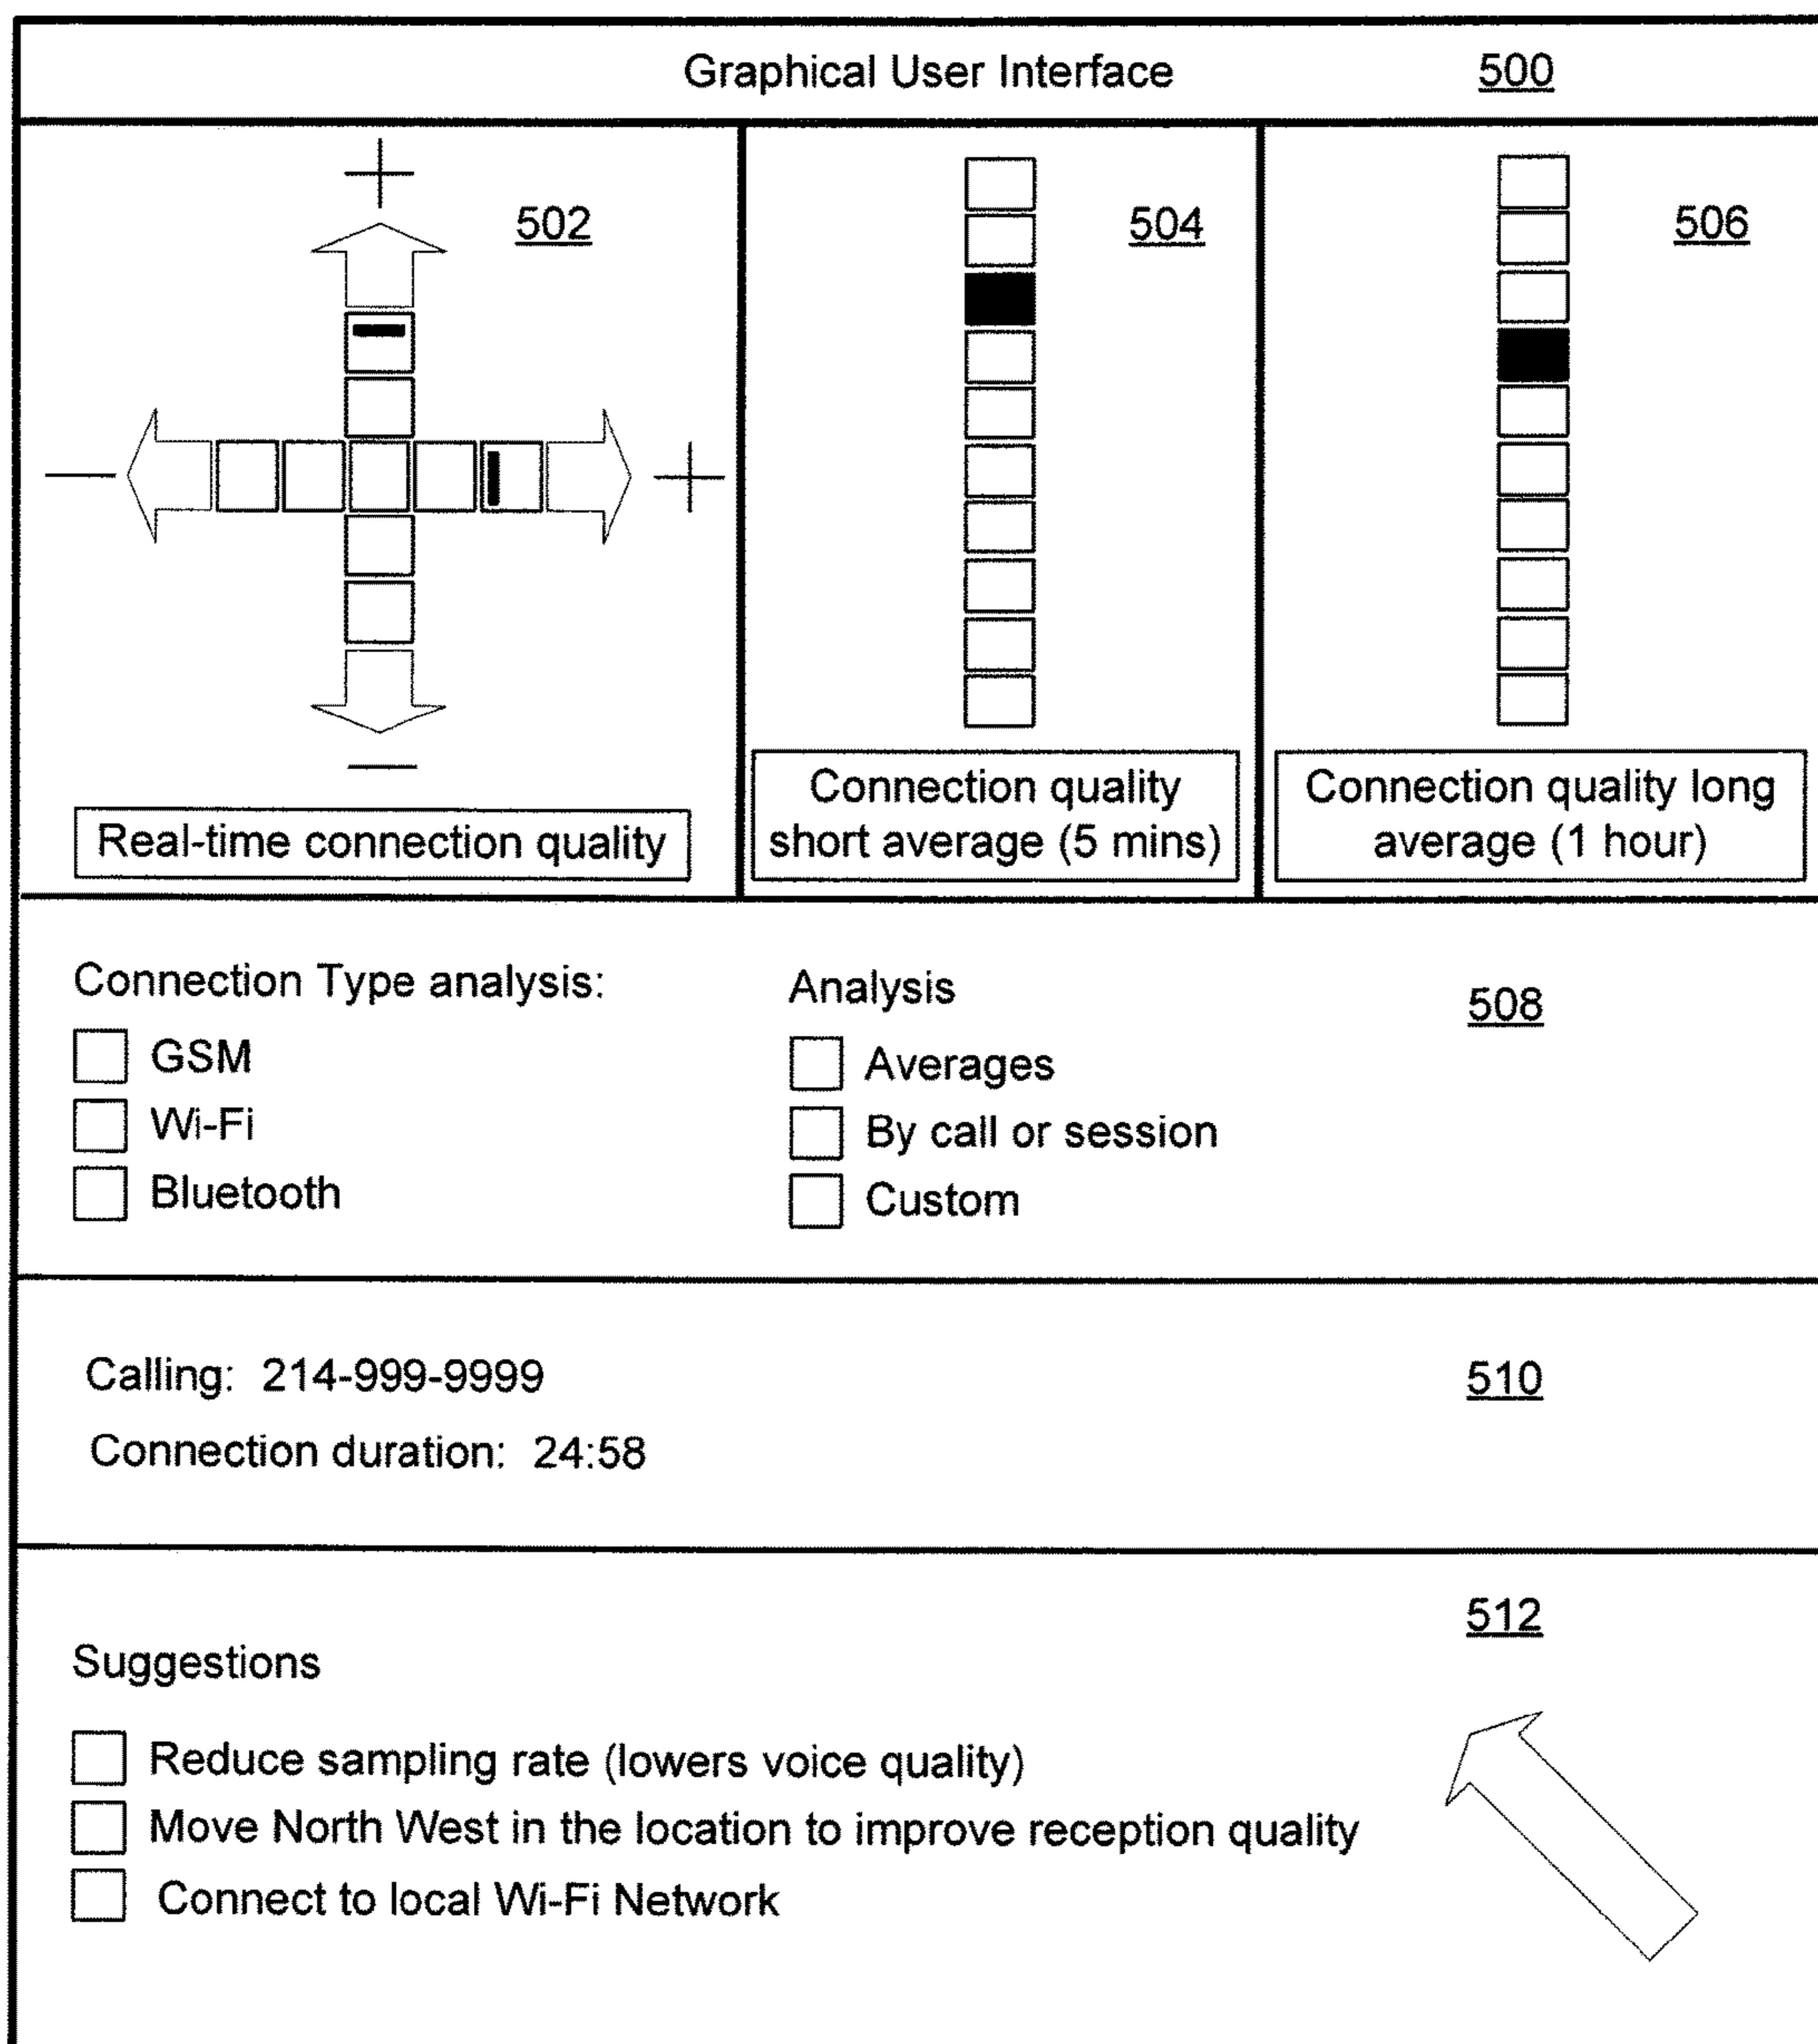 Graphical User Interface 500
+
502
504
506
— +
—
Real-time connection quality
Connection quality
short average (5 mins)
Connection quality long
average (1 hour)
508
Connection Type analysis:
GSM
Wi-Fi
Bluetooth
Analysis
Averages
By call or session
Custom
Calling: 214-999-9999
510
Connection duration: 24:58
512
Suggestions
Reduce sampling rate (lowers voice quality)
Move North West in the location to improve reception quality
Connect to local Wi-Fi Network